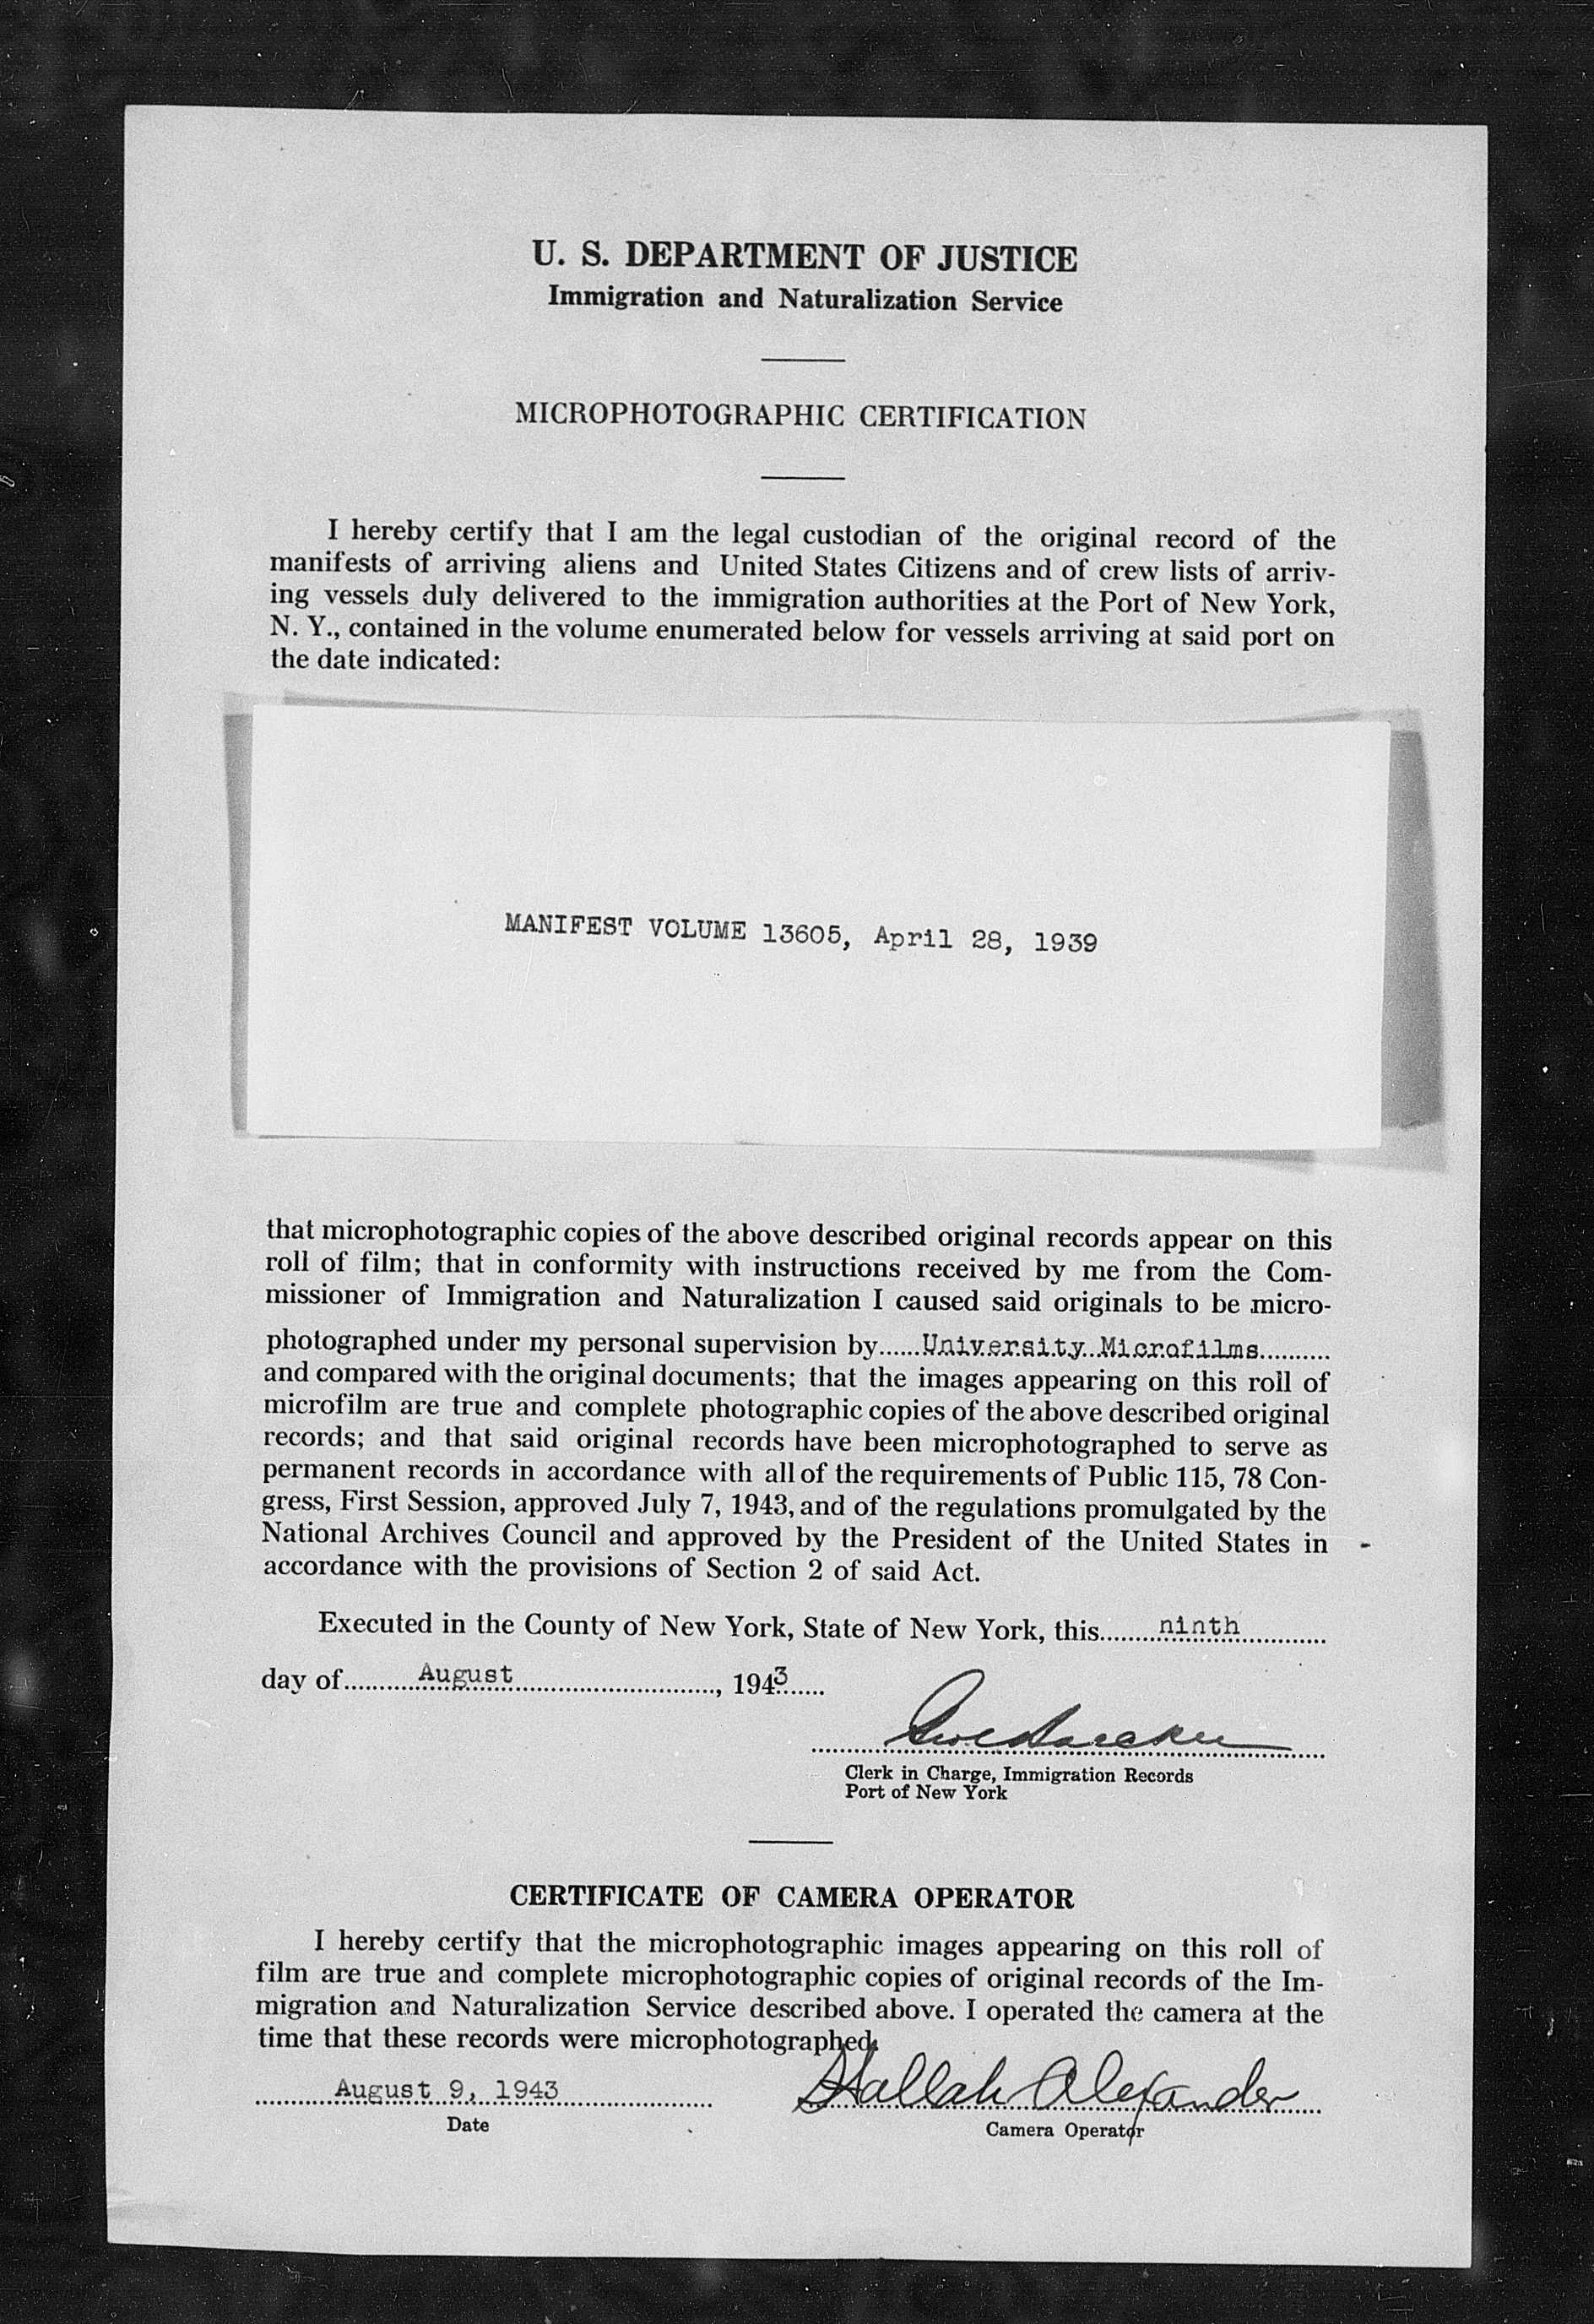 U. S. DEPARTMENT OF JUSTICE
Immigration and Naturalization Service
MICROPHOTOGRAPHIC CERTIFICATION
I hereby certify that I am the legal custodian of the original record of the
manifests of arriving aliens and United States Citizens and of crew lists of arriv-
ing vessels duly delivered to the immigration authorities at the Port of New York,
N. Y., contained in the volume enumerated below for vessels arriving at said port on
the date indicated:
MANIFEST VOLUME 13605, April 28, 1939
that microphotographic copies of the above described original records appear on this
roll of film; that in conformity with instructions received by me from the Com-
missioner of Immigration and Naturalization I caused said originals to be micro-
photographed under my personal supervision by......University Microfilms..........
and compared with the original documents; that the images appearing on this roll of
microfilm are true and complete photographic copies of the above described original
records; and that said original records have been microphotographed to serve as
permanent records in accordance with all of the requirements of Public 115, 78 Con-
gress, First Session, approved July 7, 1943, and of the regulations promulgated by the
National Archives Council and approved by the President of the United States in
accordance with the provisions of Section 2 of said Act.
Executed in the County of New York, State of New York, this.........ninth............
day of...........August..............................., 1943.......
Clerk in Charge, Immigration Records
Port of New York
CERTIFICATE OF CAMERA OPERATOR
I hereby certify that the microphotographic images appearing on this roll of
film are true and complete microphotographic copies of original records of the Im-
migration and Naturalization Service described above. I operated the camera at the
time that these records were microphotographed.
August 9, 1943 Hallah Alexander
Date Camera Operator